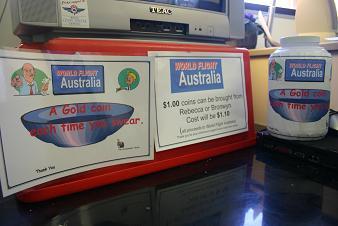 TEAC
WORLD FLIGHT
Australia
A Gold coin
each time you swear.
Thank You
WORLD FLIGHT
Australia
$1.00 coins can be brought from
Rebecca or Bronwyn.
Cost will be $1.10
WORLD FLIGHT
Australia
A Gold coin
each time you swear.